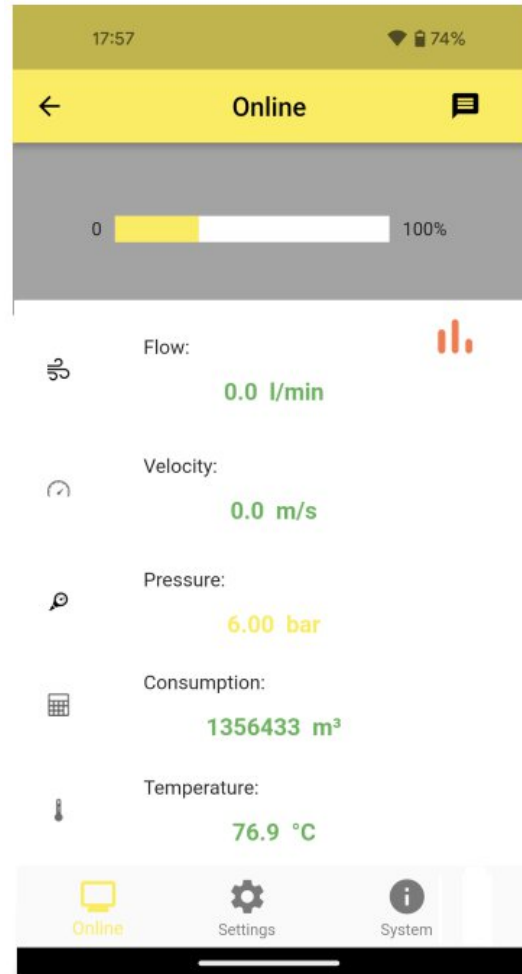 17:57 74%
Online
0 100%
Flow:
0.0 l/min
Velocity:
0.0 m/s
Pressure:
6.00 bar
Consumption:
1356433 m³
Temperature:
76.9 °C
Online Settings System